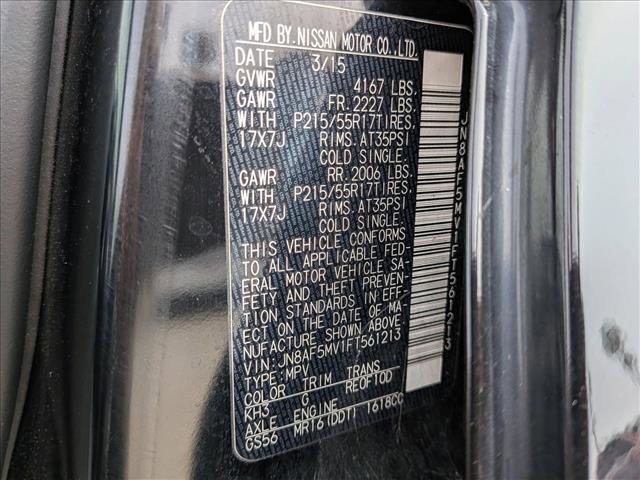 MFD BY. NISSAN MOTOR CO., LTD.
DATE 3/15
GVWR 4167 LBS.
GAWR FR. 2227 LBS.
WITH P215/55R17TIRES,
17X7J RIMS. AT35PSI
COLD SINGLE.
GAWR RR. 2006 LBS.
WITH P215/55R17TIRES,
17X7J RIMS. AT35PSI
COLD SINGLE.
THIS VEHICLE CONFORMS
TO ALL APPLICABLE FED-
ERAL MOTOR VEHICLE SA-
FETY AND THEFT PREVEN-
TION STANDARDS IN EFF-
ECT ON THE DATE OF MA-
NUFACTURE SHOWN ABOVE.
VIN: JN8AF5MV1FT561213
TYPE: MPV
COLOR TRIM TRANS
KH3 G RE0F10D
AXLE ENGINE
GS56 MR16(DDT) 1618CC
JN8AF5MV1FT561213